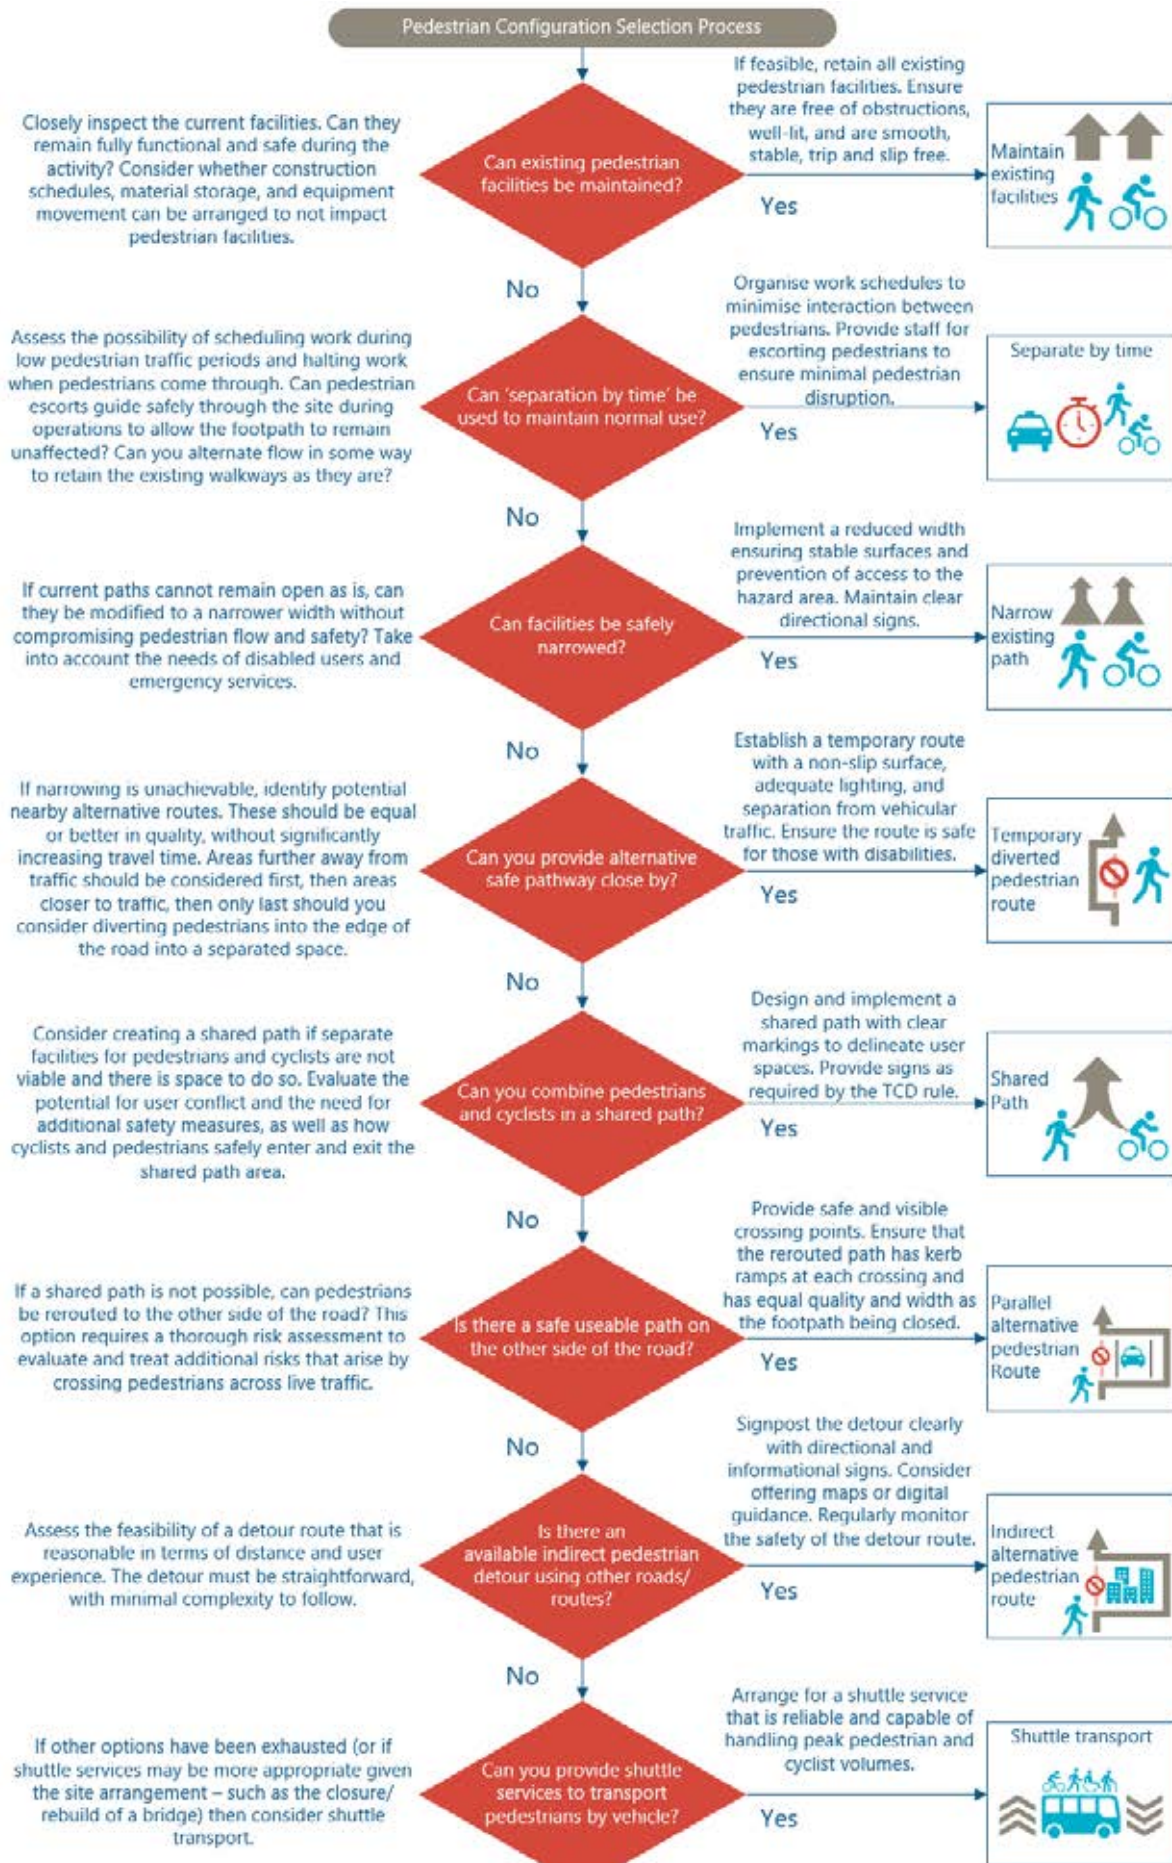 Pedestrian Configuration Selection Process
Closely inspect the current facilities. Can they
remain fully functional and safe during the
activity? Consider whether construction
schedules, material storage, and equipment
movement can be arranged to not impact
pedestrian facilities.
Can existing pedestrian
facilities be maintained?
If feasible, retain all existing
pedestrian facilities. Ensure
they are free of obstructions,
well-lit, and are smooth,
stable, trip and slip free.
Yes
Maintain
existing
facilities
No
Assess the possibility of scheduling work during
low pedestrian traffic periods and halting work
when pedestrians come through. Can pedestrian
escorts guide safely through the site during
operations to allow the footpath to remain
unaffected? Can you alternate flow in some way
to retain the existing walkways as they are?
Can ‘separation by time’ be
used to maintain normal use?
Organise work schedules to
minimise interaction between
pedestrians. Provide staff for
escorting pedestrians to
ensure minimal pedestrian
disruption.
Yes
Separate by time
No
If current paths cannot remain open as is, can
they be modified to a narrower width without
compromising pedestrian flow and safety? Take
into account the needs of disabled users and
emergency services.
Can facilities be safely
narrowed?
Implement a reduced width
ensuring stable surfaces and
prevention of access to the
hazard area. Maintain clear
directional signs.
Yes
Narrow
existing
path
No
If narrowing is unachievable, identify potential
nearby alternative routes. These should be equal
or better in quality, without significantly
increasing travel time. Areas further away from
traffic should be considered first, then areas
closer to traffic, then only last should you
consider diverting pedestrians into the edge of
the road into a separated space.
Can you provide alternative
safe pathway close by?
Establish a temporary route
with a non-slip surface,
adequate lighting, and
separation from vehicular
traffic. Ensure the route is safe
for those with disabilities.
Yes
Temporary
diverted
pedestrian
route
No
Consider creating a shared path if separate
facilities for pedestrians and cyclists are not
viable and there is space to do so. Evaluate the
potential for user conflict and the need for
additional safety measures, as well as how
cyclists and pedestrians safely enter and exit the
shared path area.
Can you combine pedestrians
and cyclists in a shared path?
Design and implement a
shared path with clear
markings to delineate user
spaces. Provide signs as
required by the TCD rule.
Yes
Shared
Path
No
If a shared path is not possible, can pedestrians
be rerouted to the other side of the road? This
option requires a thorough risk assessment to
evaluate and treat additional risks that arise by
crossing pedestrians across live traffic.
Is there a safe useable path on
the other side of the road?
Provide safe and visible
crossing points. Ensure that
the rerouted path has kerb
ramps at each crossing and
has equal quality and width as
the footpath being closed.
Yes
Parallel
alternative
pedestrian
Route
No
Assess the feasibility of a detour route that is
reasonable in terms of distance and user
experience. The detour must be straightforward,
with minimal complexity to follow.
Is there an
available indirect pedestrian
detour using other roads/
routes?
Signpost the detour clearly
with directional and
informational signs. Consider
offering maps or digital
guidance. Regularly monitor
the safety of the detour route.
Yes
Indirect
alternative
pedestrian
route
No
If other options have been exhausted (or if
shuttle services may be more appropriate given
the site arrangement – such as the closure/
rebuild of a bridge) then consider shuttle
transport.
Can you provide shuttle
services to transport
pedestrians by vehicle?
Arrange for a shuttle service
that is reliable and capable of
handling peak pedestrian and
cyclist volumes.
Yes
Shuttle transport